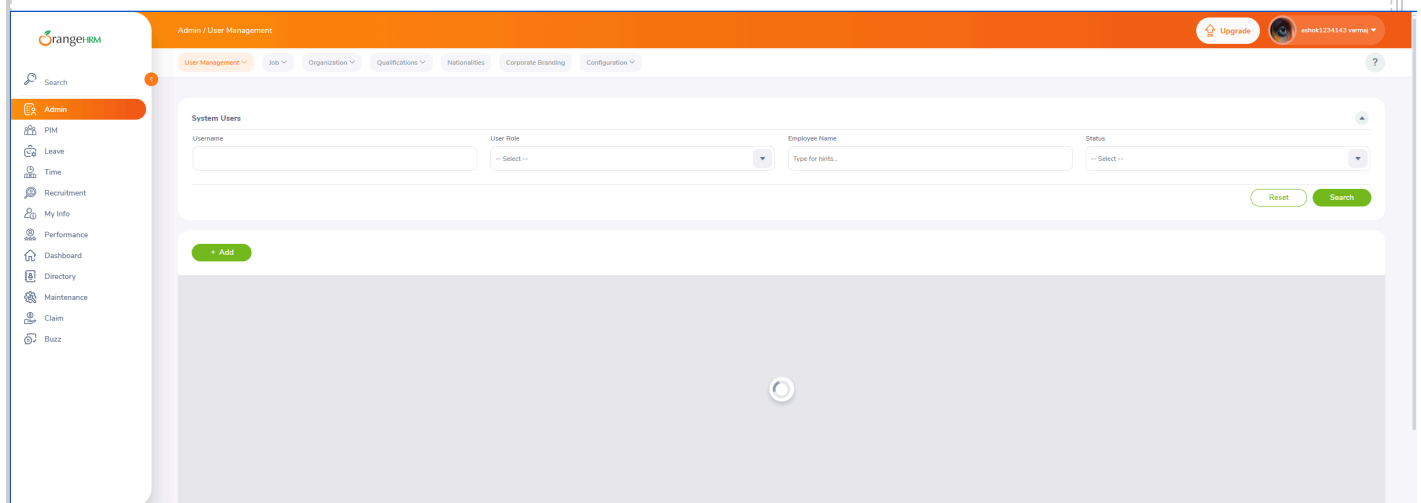 OrangeHRM
Admin / User Management
Upgrade
ashok1234143 varmaj
User Management
Job
Organization
Qualifications
Nationalities
Corporate Branding
Configuration
?
Search
Admin
PIM
Leave
Time
Recruitment
My Info
Performance
Dashboard
Directory
Maintenance
Claim
Buzz
System Users
Username
User Role
Employee Name
Status
-- Select --
Type for hints...
-- Select --
Reset
Search
+ Add